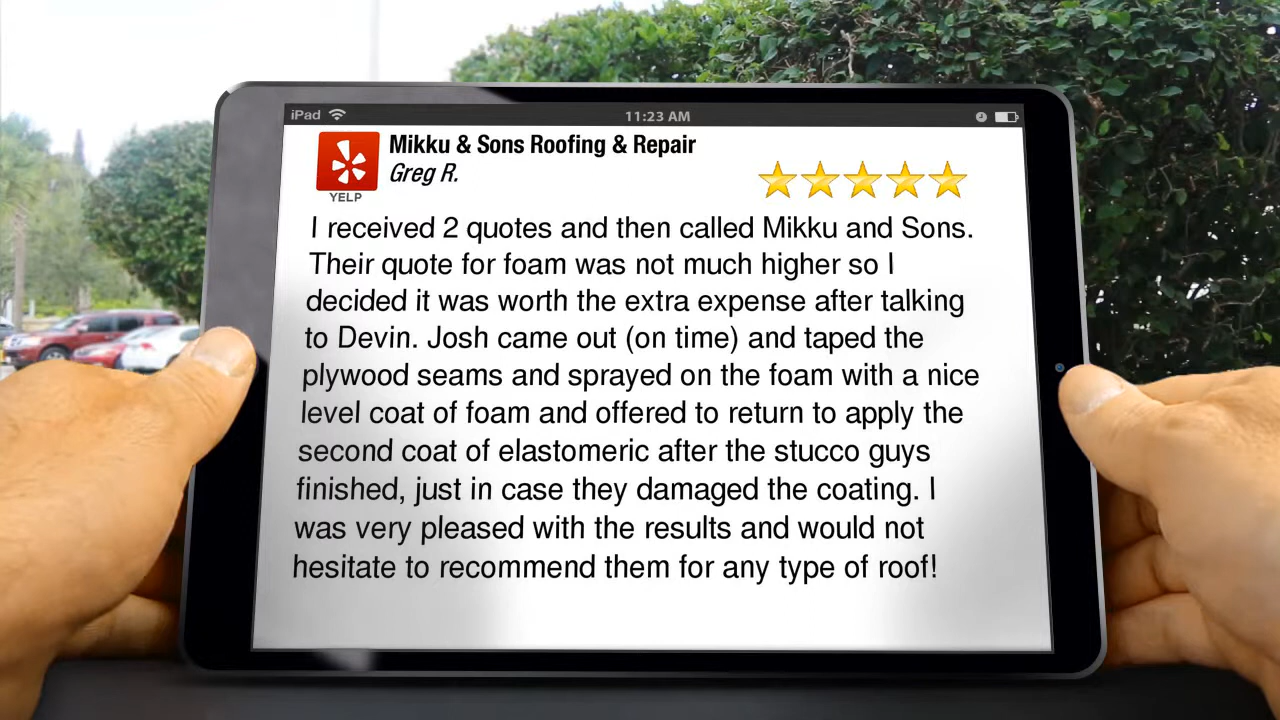 iPad 11:23 AM
Mikku & Sons Roofing & Repair
Greg R.
YELP
I received 2 quotes and then called Mikku and Sons.
Their quote for foam was not much higher so I
decided it was worth the extra expense after talking
to Devin. Josh came out (on time) and taped the
plywood seams and sprayed on the foam with a nice
level coat of foam and offered to return to apply the
second coat of elastomeric after the stucco guys
finished, just in case they damaged the coating. I
was very pleased with the results and would not
hesitate to recommend them for any type of roof!